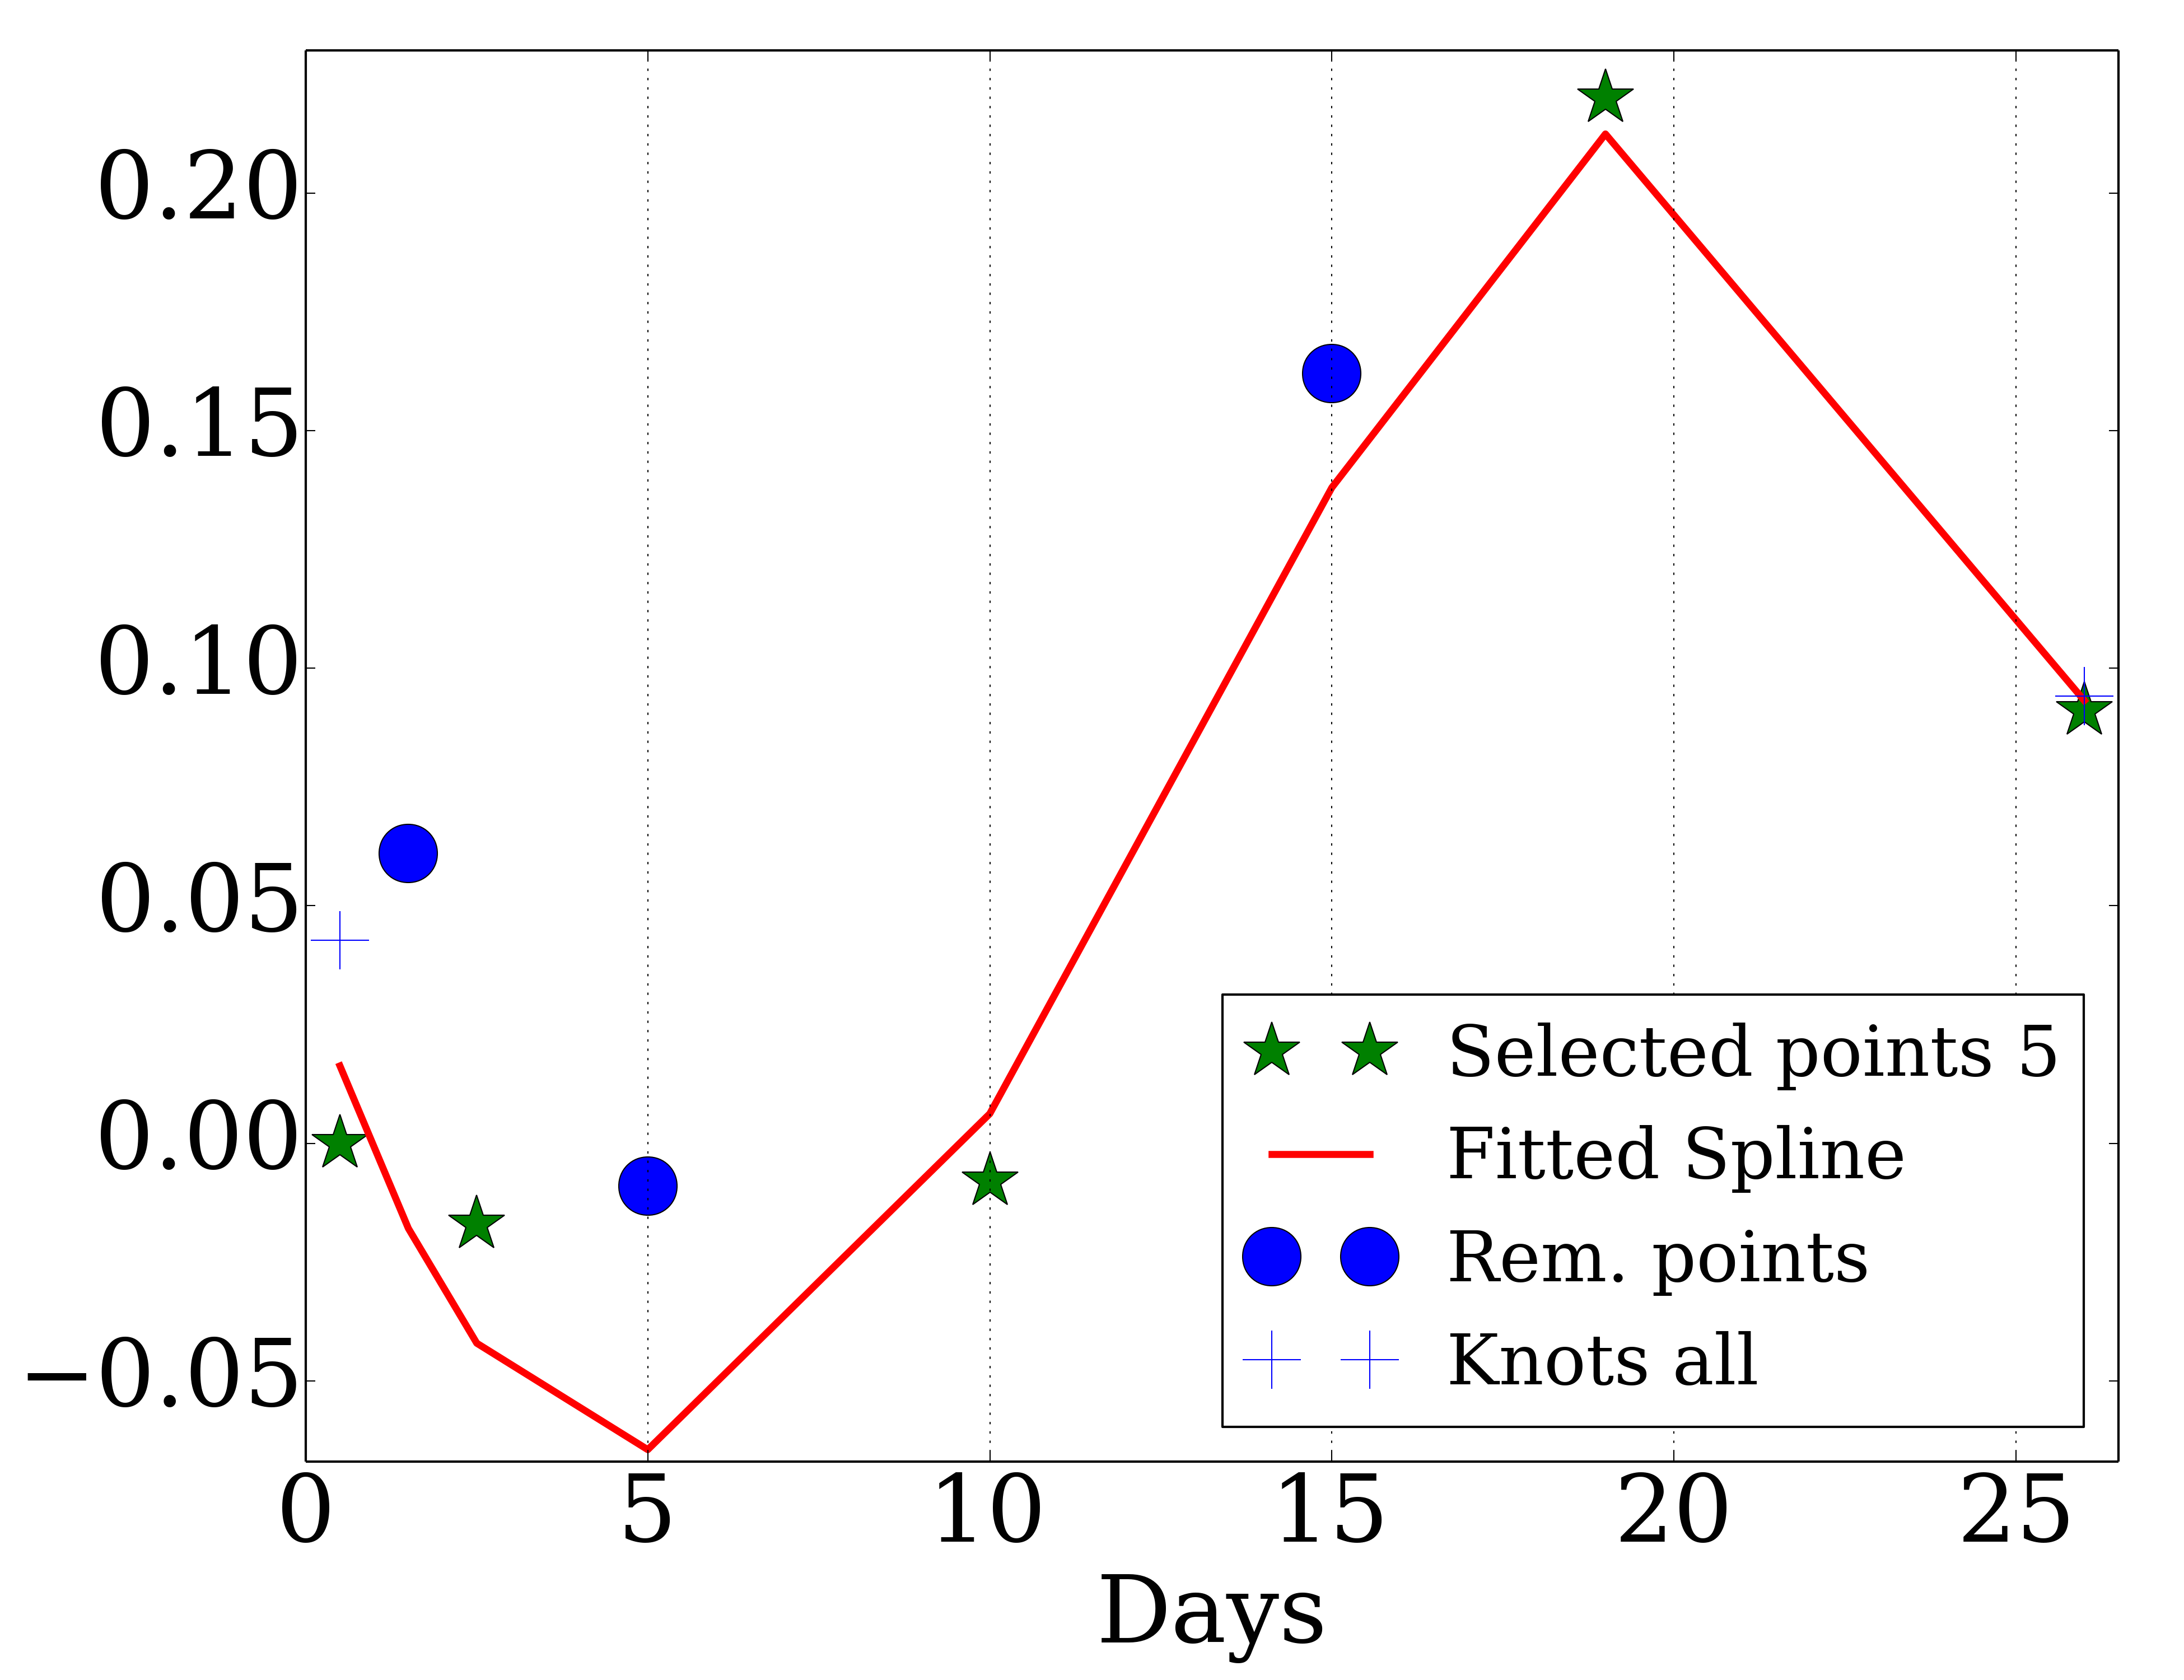 0.20
0.15
0.10
0.05
0.00
−0.05
0 5 10 15 20 25
Days
Selected points 5
Fitted Spline
Rem. points
Knots all